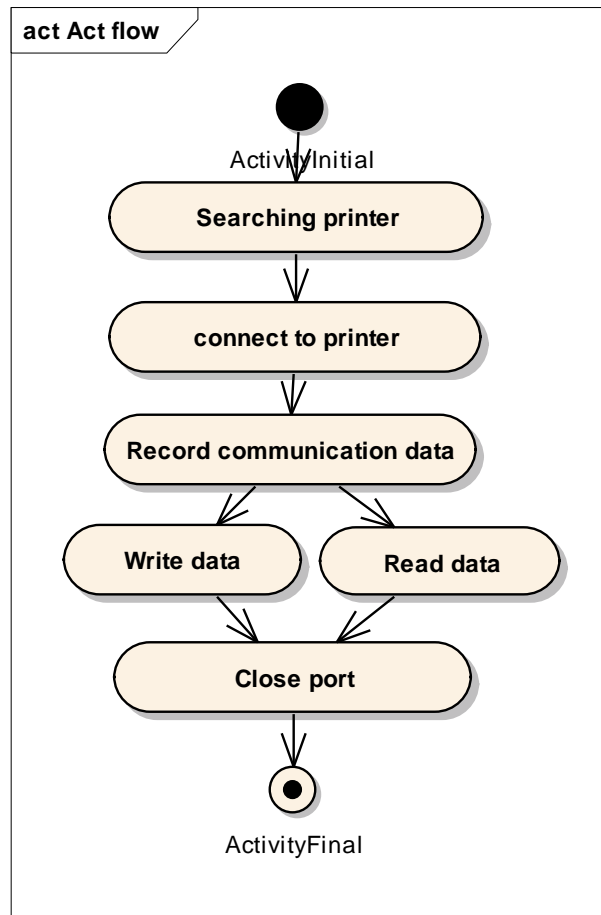 act Act flow
ActivityInitial
Searching printer
connect to printer
Record communication data
Write data
Read data
Close port
ActivityFinal